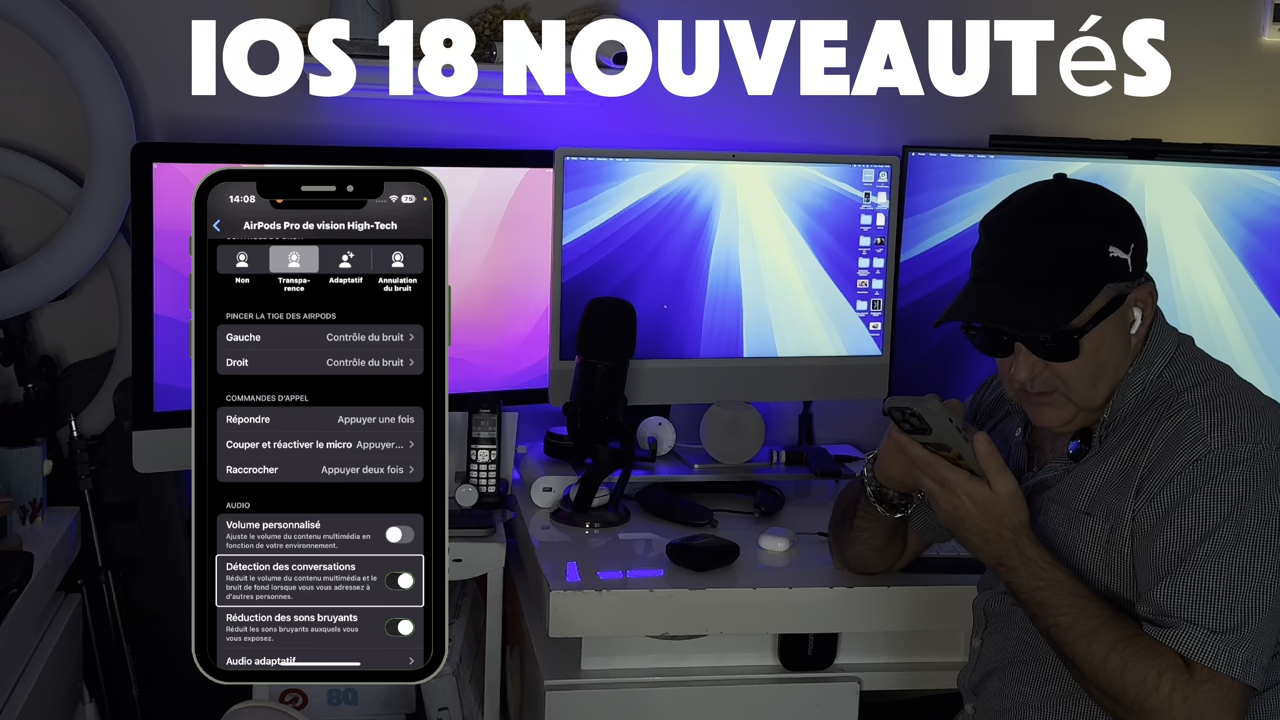 IOS 18 NOUVEAUTéS
14:08
75
AirPods Pro de vision High-Tech
Non
Transpa-
rence
Adaptatif
Annulation
du bruit
PINCER LA TIGE DES AIRPODS
Gauche Contrôle du bruit
Droit Contrôle du bruit
COMMANDES D'APPEL
Répondre Appuyer une fois
Couper et réactiver le micro Appuyer...
Raccrocher Appuyer deux fois
AUDIO
Volume personnalisé
Ajuste le volume du contenu multimédia en
fonction de votre environnement.
Détection des conversations
Réduit le volume du contenu multimédia et le
bruit de fond lorsque vous vous adressez à
d'autres personnes.
Réduction des sons bruyants
Réduit les sons bruyants auxquels vous
vous exposez.
Audio adaptatif